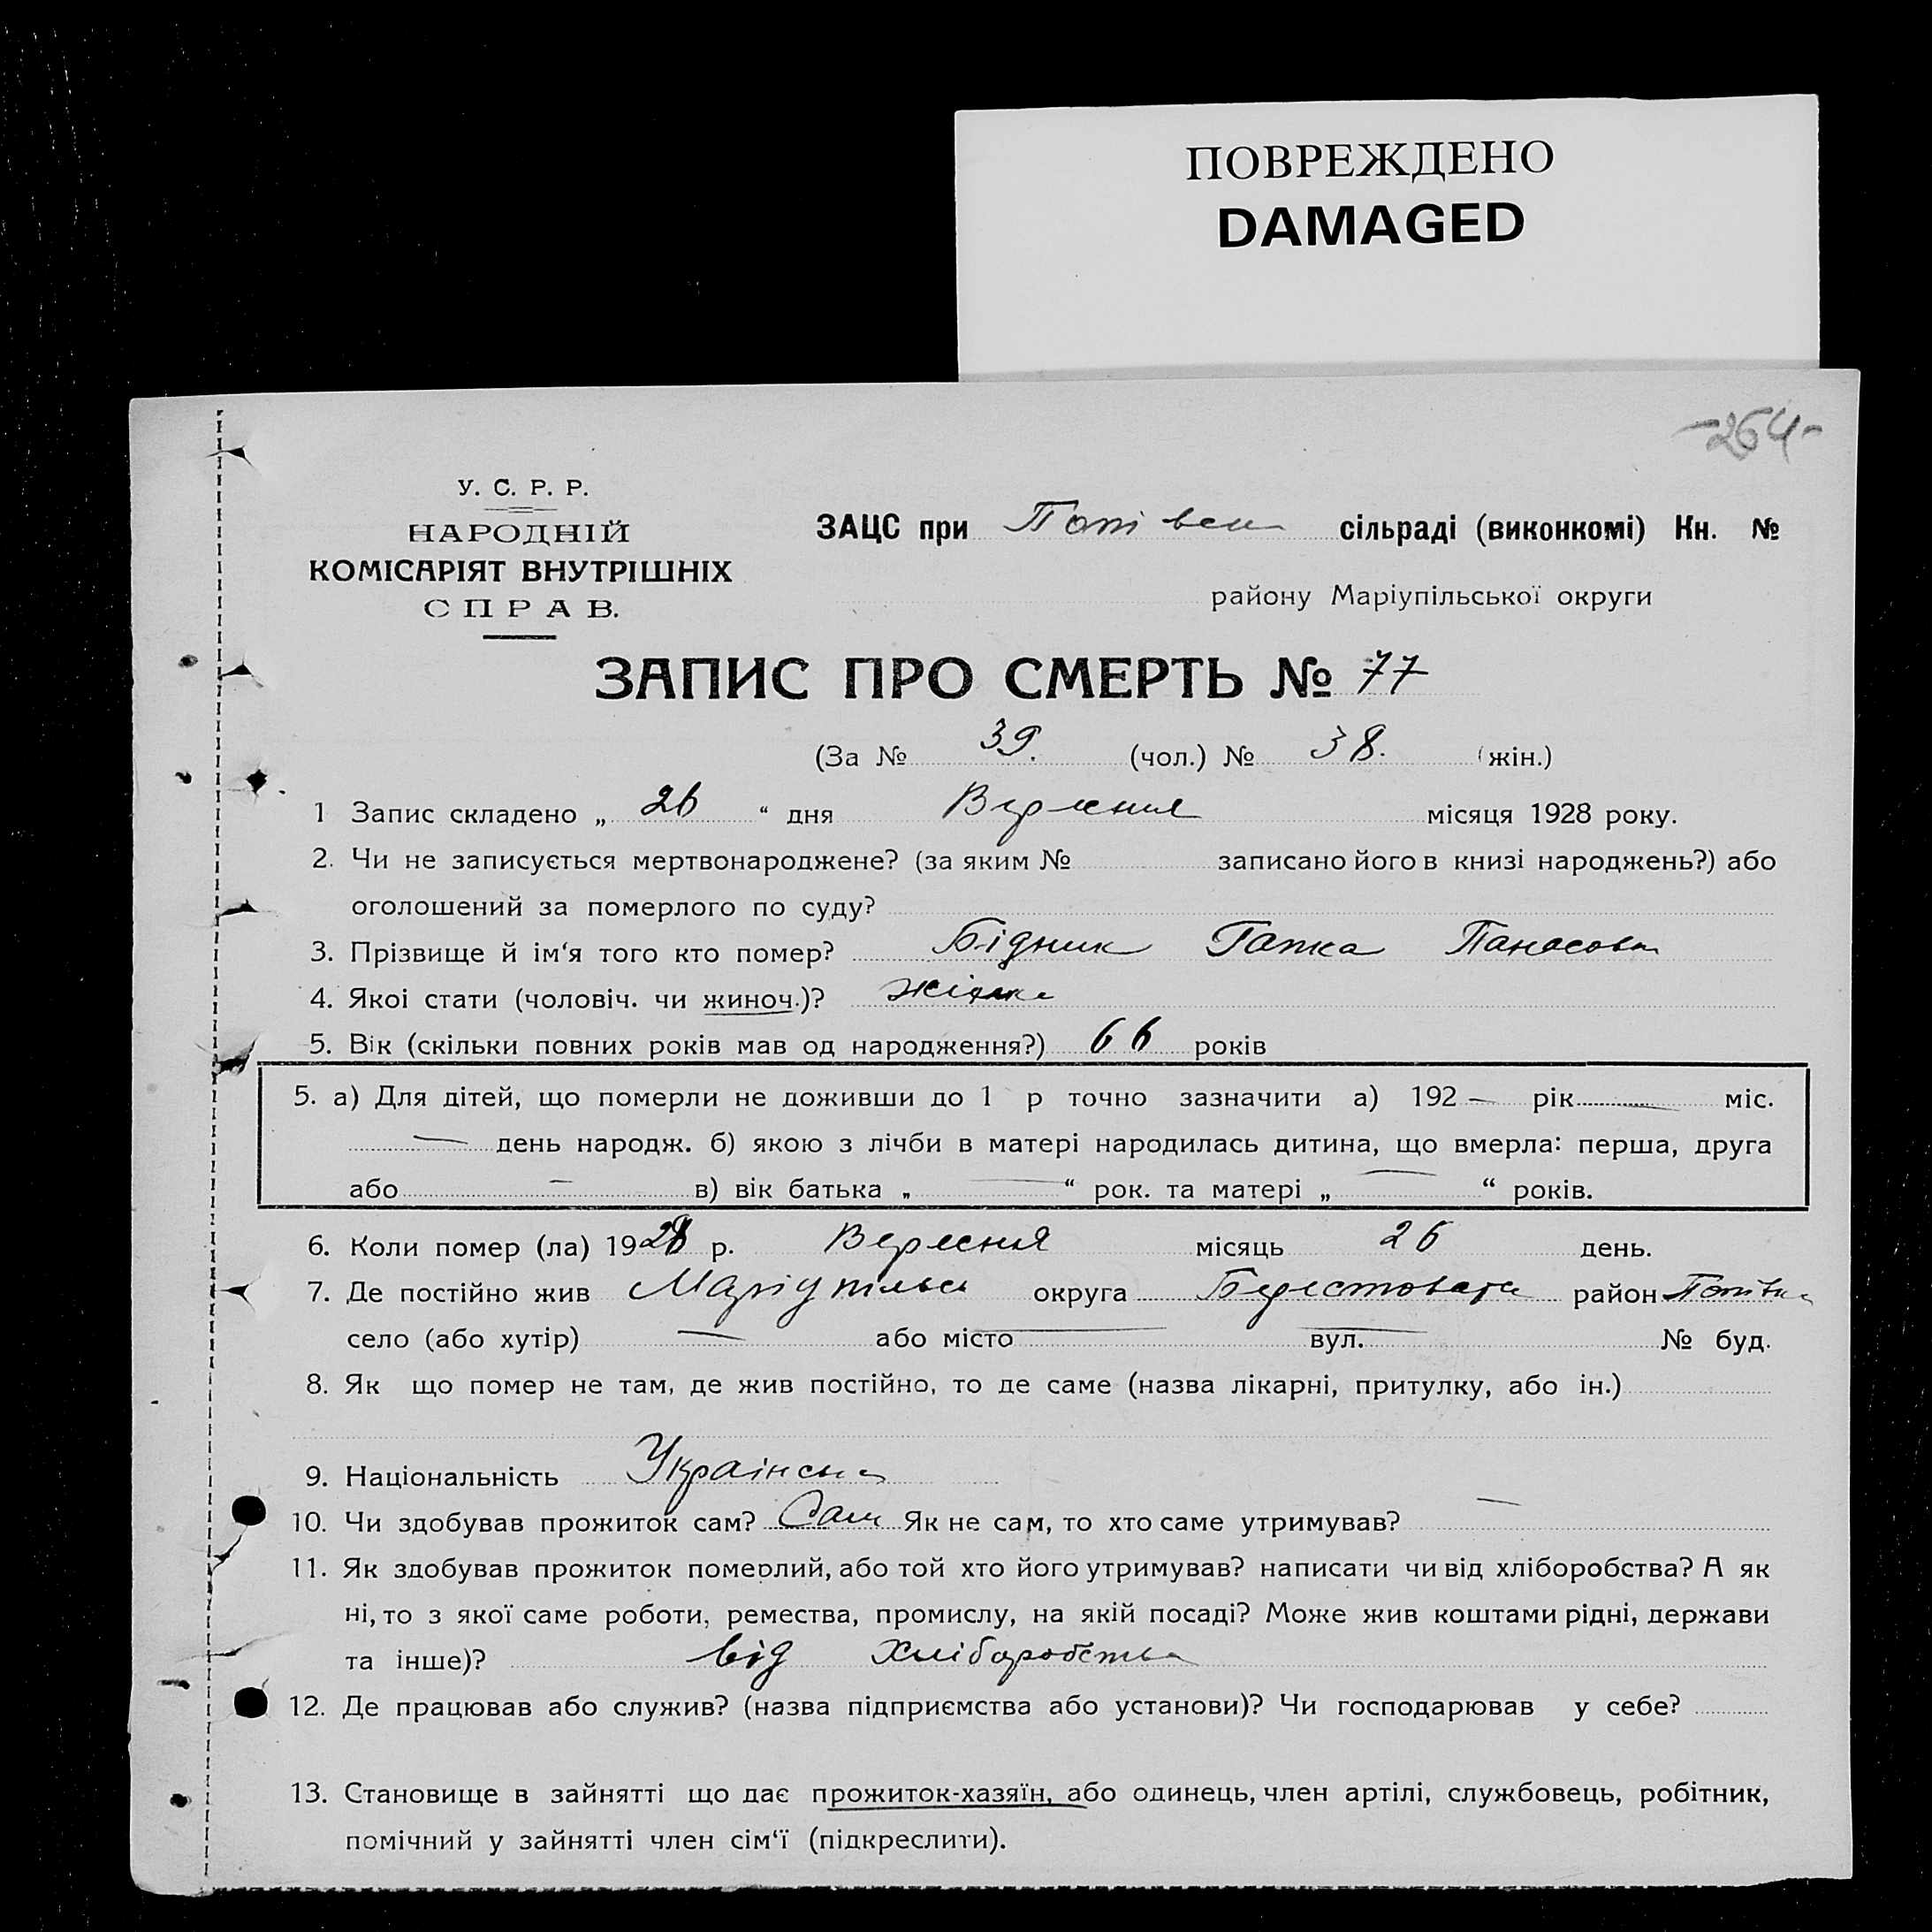 ПОВРЕЖДЕНО
DAMAGED
-264-
У. С. Р. Р.
НАРОДНІЙ
КОМІСАРІЯТ ВНУТРІШНІХ
СПРАВ.
ЗАЦС при сільраді (виконкомі) Кн. №
району Маріупільської округи
ЗАПИС ПРО СМЕРТЬ № 77
(За № 39. (чол.) № 38. (жін.)
1 Запис складено „ 26 “ дня Вересния місяця 1928 року.
2. Чи не записується мертвонароджене? (за яким № записано його в книзі народжень?) або
оголошений за померлого по суду?
3. Прізвище й ім‘я того кто помер? Бідник Гапка Панасовн
4. Якоі стати (чоловіч. чи жиноч.)? жінка
5. Вік (скільки повних років мав од народження?) 66 років
5. а) Для дітей, що померли не доживши до 1 р точно зазначити а) 192 — рік — міс.
— день народж. б) якою з лічби в матері народилась дитина, що вмерла: перша, друга
або — в) вік батька „ — “ рок. та матері „ — “ років.
6. Коли помер (ла) 1928 р. Вересня місяць 26 день.
7. Де постійно жив Маріупільск округа район Попівка
село (або хутір) — або місто — вул. — № буд.
8. Як що помер не там, де жив постійно, то де саме (назва лікарні, притулку, або ін.)
9. Національність Українська
10. Чи здобував прожиток сам? Сам Як не сам, то хто саме утримував? —
11. Як здобував прожиток померлий, або той хто його утримував? написати чи від хліборобства? А як
ні, то з якої саме роботи, ремества, промислу, на якій посаді? Може жив коштами рідні, держави
та інше)? від хліборобства
12. Де працював або служив? (назва підприємства або установи)? Чи господарював у себе?
13. Становище в зайнятті що дає прожиток-хазяїн, або одинець, член артілі, службовець, робітник,
помічний у зайнятті член сім‘ї (підкреслити).